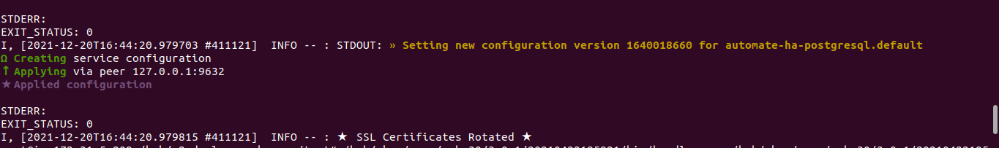 STDERR:
EXIT_STATUS: 0
I, [2021-12-20T16:44:20.979703 #411121]  INFO -- : STDOUT: » Setting new configuration version 1640018660 for automate-ha-postgresql.default
Ω Creating service configuration
↑ Applying via peer 127.0.0.1:9632
★ Applied configuration
STDERR:
EXIT_STATUS: 0
I, [2021-12-20T16:44:20.979815 #411121]  INFO -- : ★ SSL Certificates Rotated ★